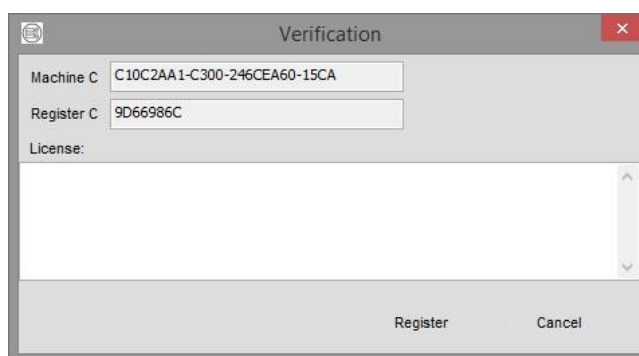 Verification
Machine C C10C2AA1-C300-246CEA60-15CA
Register C 9D66986C
License:
Register Cancel